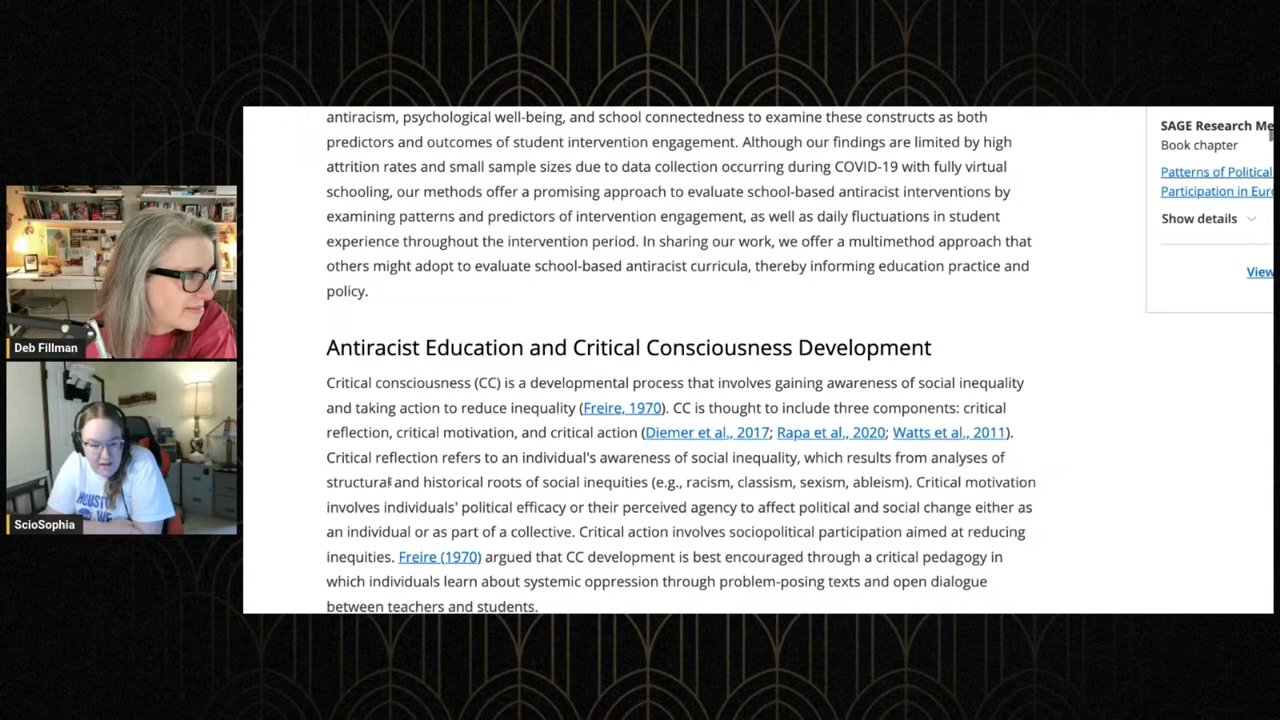 antiracism, psychological well-being, and school connectedness to examine these constructs as both
predictors and outcomes of student intervention engagement. Although our findings are limited by high
attrition rates and small sample sizes due to data collection occurring during COVID-19 with fully virtual
schooling, our methods offer a promising approach to evaluate school-based antiracist interventions by
examining patterns and predictors of intervention engagement, as well as daily fluctuations in student
experience throughout the intervention period. In sharing our work, we offer a multimethod approach that
others might adopt to evaluate school-based antiracist curricula, thereby informing education practice and
policy.
Antiracist Education and Critical Consciousness Development
Critical consciousness (CC) is a developmental process that involves gaining awareness of social inequality
and taking action to reduce inequality (Freire, 1970). CC is thought to include three components: critical
reflection, critical motivation, and critical action (Diemer et al., 2017; Rapa et al., 2020; Watts et al., 2011).
Critical reflection refers to an individual's awareness of social inequality, which results from analyses of
structural and historical roots of social inequities (e.g., racism, classism, sexism, ableism). Critical motivation
involves individuals' political efficacy or their perceived agency to affect political and social change either as
an individual or as part of a collective. Critical action involves sociopolitical participation aimed at reducing
inequities. Freire (1970) argued that CC development is best encouraged through a critical pedagogy in
which individuals learn about systemic oppression through problem-posing texts and open dialogue
between teachers and students.
SAGE Research Me
Book chapter
Patterns of Political
Participation in Eur
Show details
View
Deb Fillman
HOUSTON
WE
ScioSophia